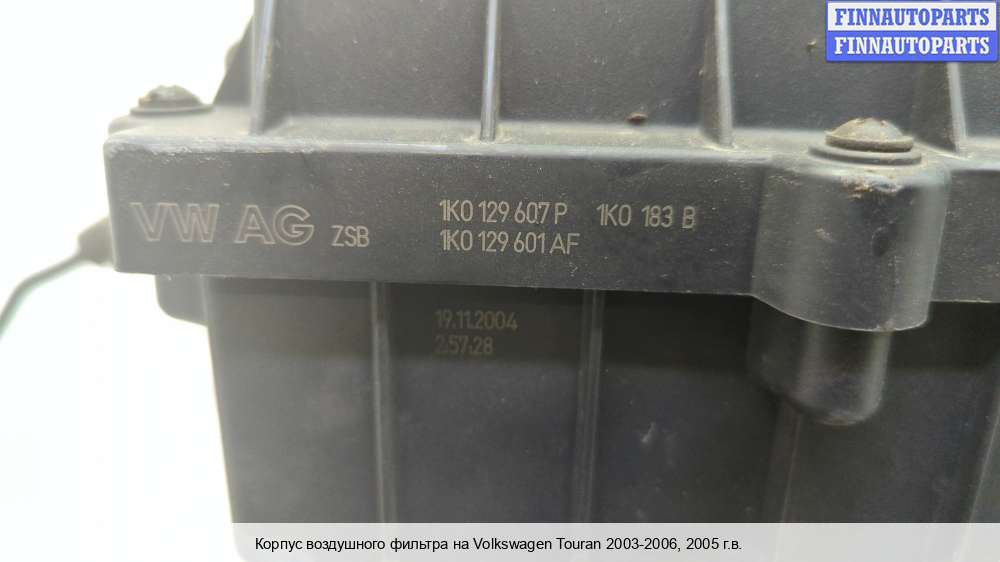 FINNAUTOPARTS
FINNAUTOPARTS
VW AG ZSB 1K0 129 607 P 1K0 183 B
1K0 129 601 AF
19.11.2004
2:57:28
Корпус воздушного фильтра на Volkswagen Touran 2003-2006, 2005 г.в.